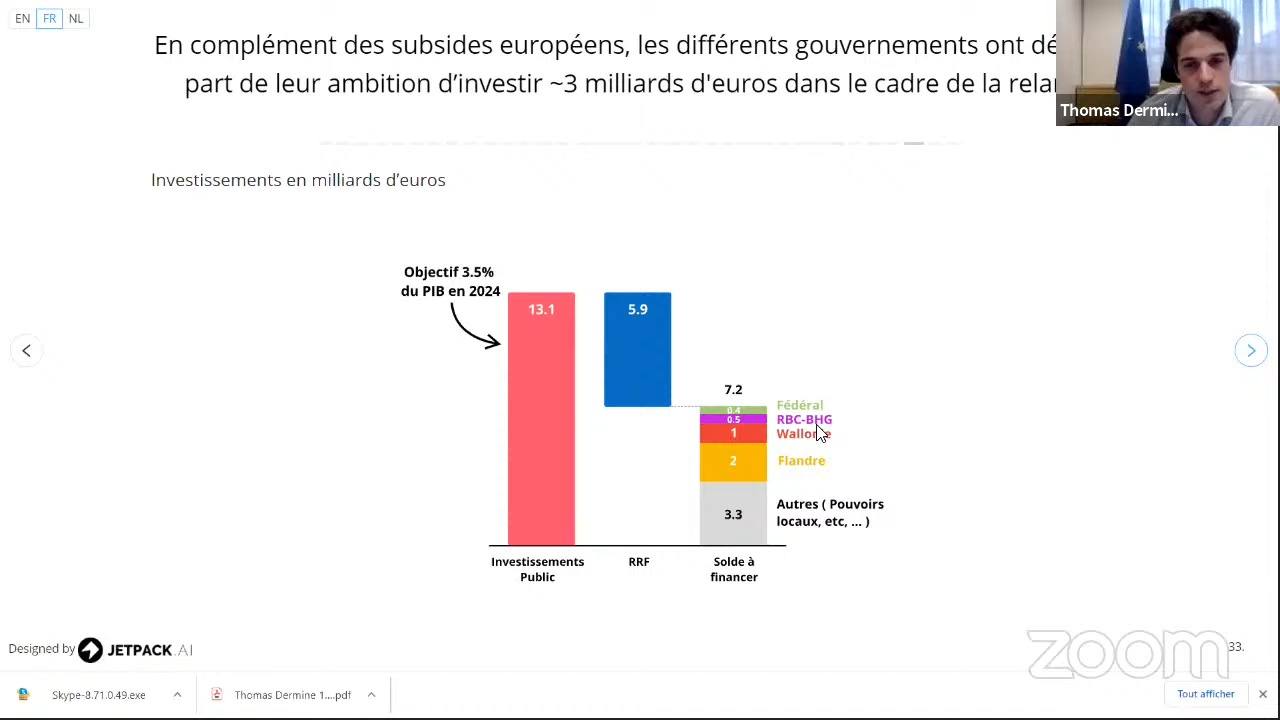 EN FR NL
En complément des subsides européens, les différents gouvernements ont
part de leur ambition d’investir ~3 milliards d'euros dans le cadre de la
Thomas Dermi...
Investissements en milliards d’euros
Objectif 3.5%
du PIB en 2024
13.1
5.9
7.2
0.4
Fédéral
0.5
RBC-BHG
1
2
Flandre
3.3
Autres ( Pouvoirs
locaux, etc, ... )
Investissements
Public
RRF
Solde à
financer
Designed by JETPACK.AI
zoom
33.
Skype-8.71.0.49.exe
Thomas Dermine 1....pdf
Tout afficher